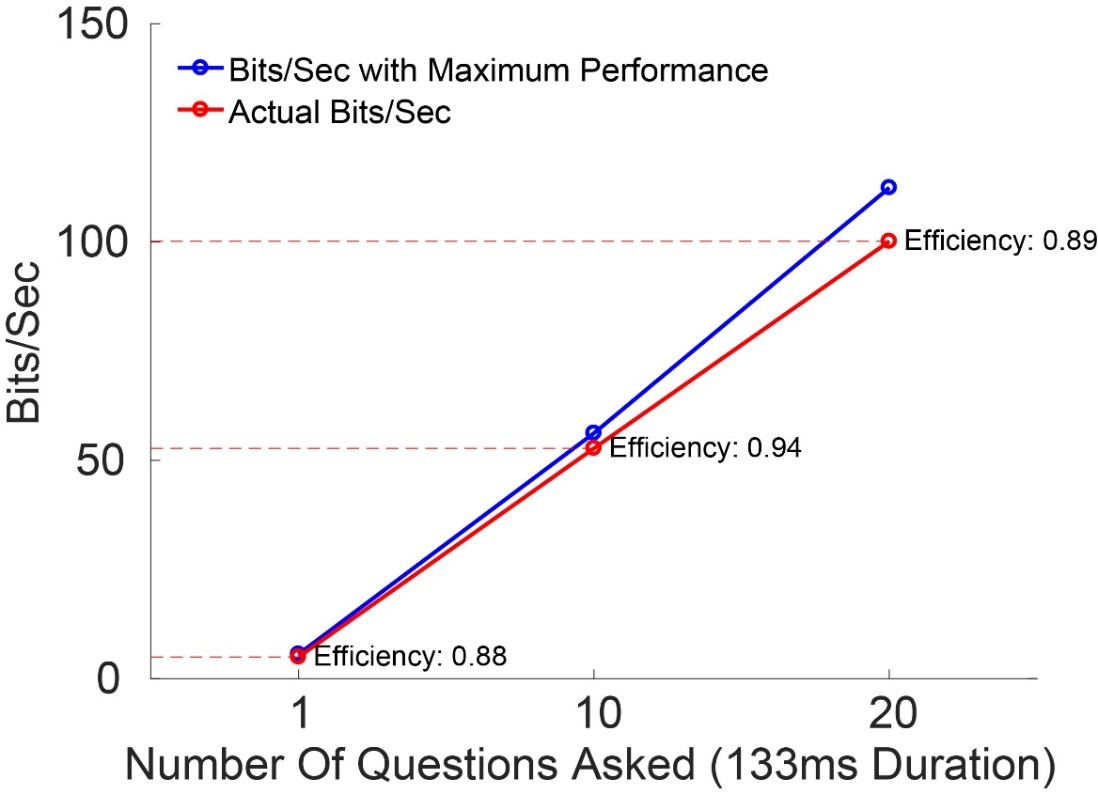 150
Bits/Sec with Maximum Performance
Actual Bits/Sec
100
Efficiency: 0.89
Bits/Sec
50
Efficiency: 0.94
0
Efficiency: 0.88
1 10 20
Number Of Questions Asked (133ms Duration)